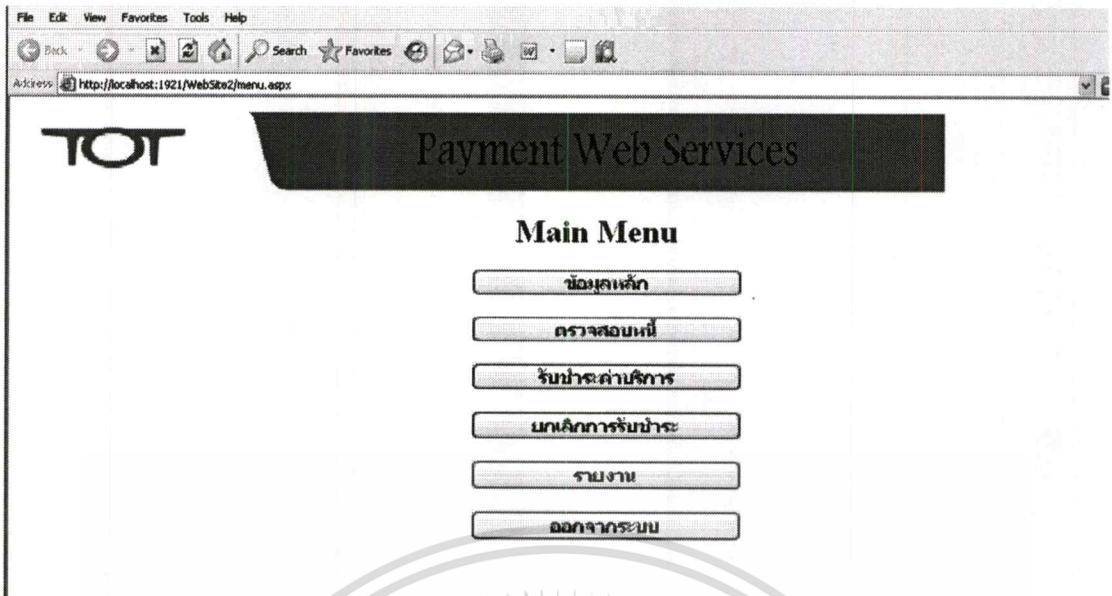 File Edit View Favorites Tools Help
Back Search Favorites
Address http://localhost:1921/WebSite2/menu.aspx
TOT Payment Web Services
Main Menu
ข้อมูลหลัก
ตรวจสอบหนี้
รับชำระค่าบริการ
ยกเลิกการรับชำระ
รายงาน
ออกจากระบบ